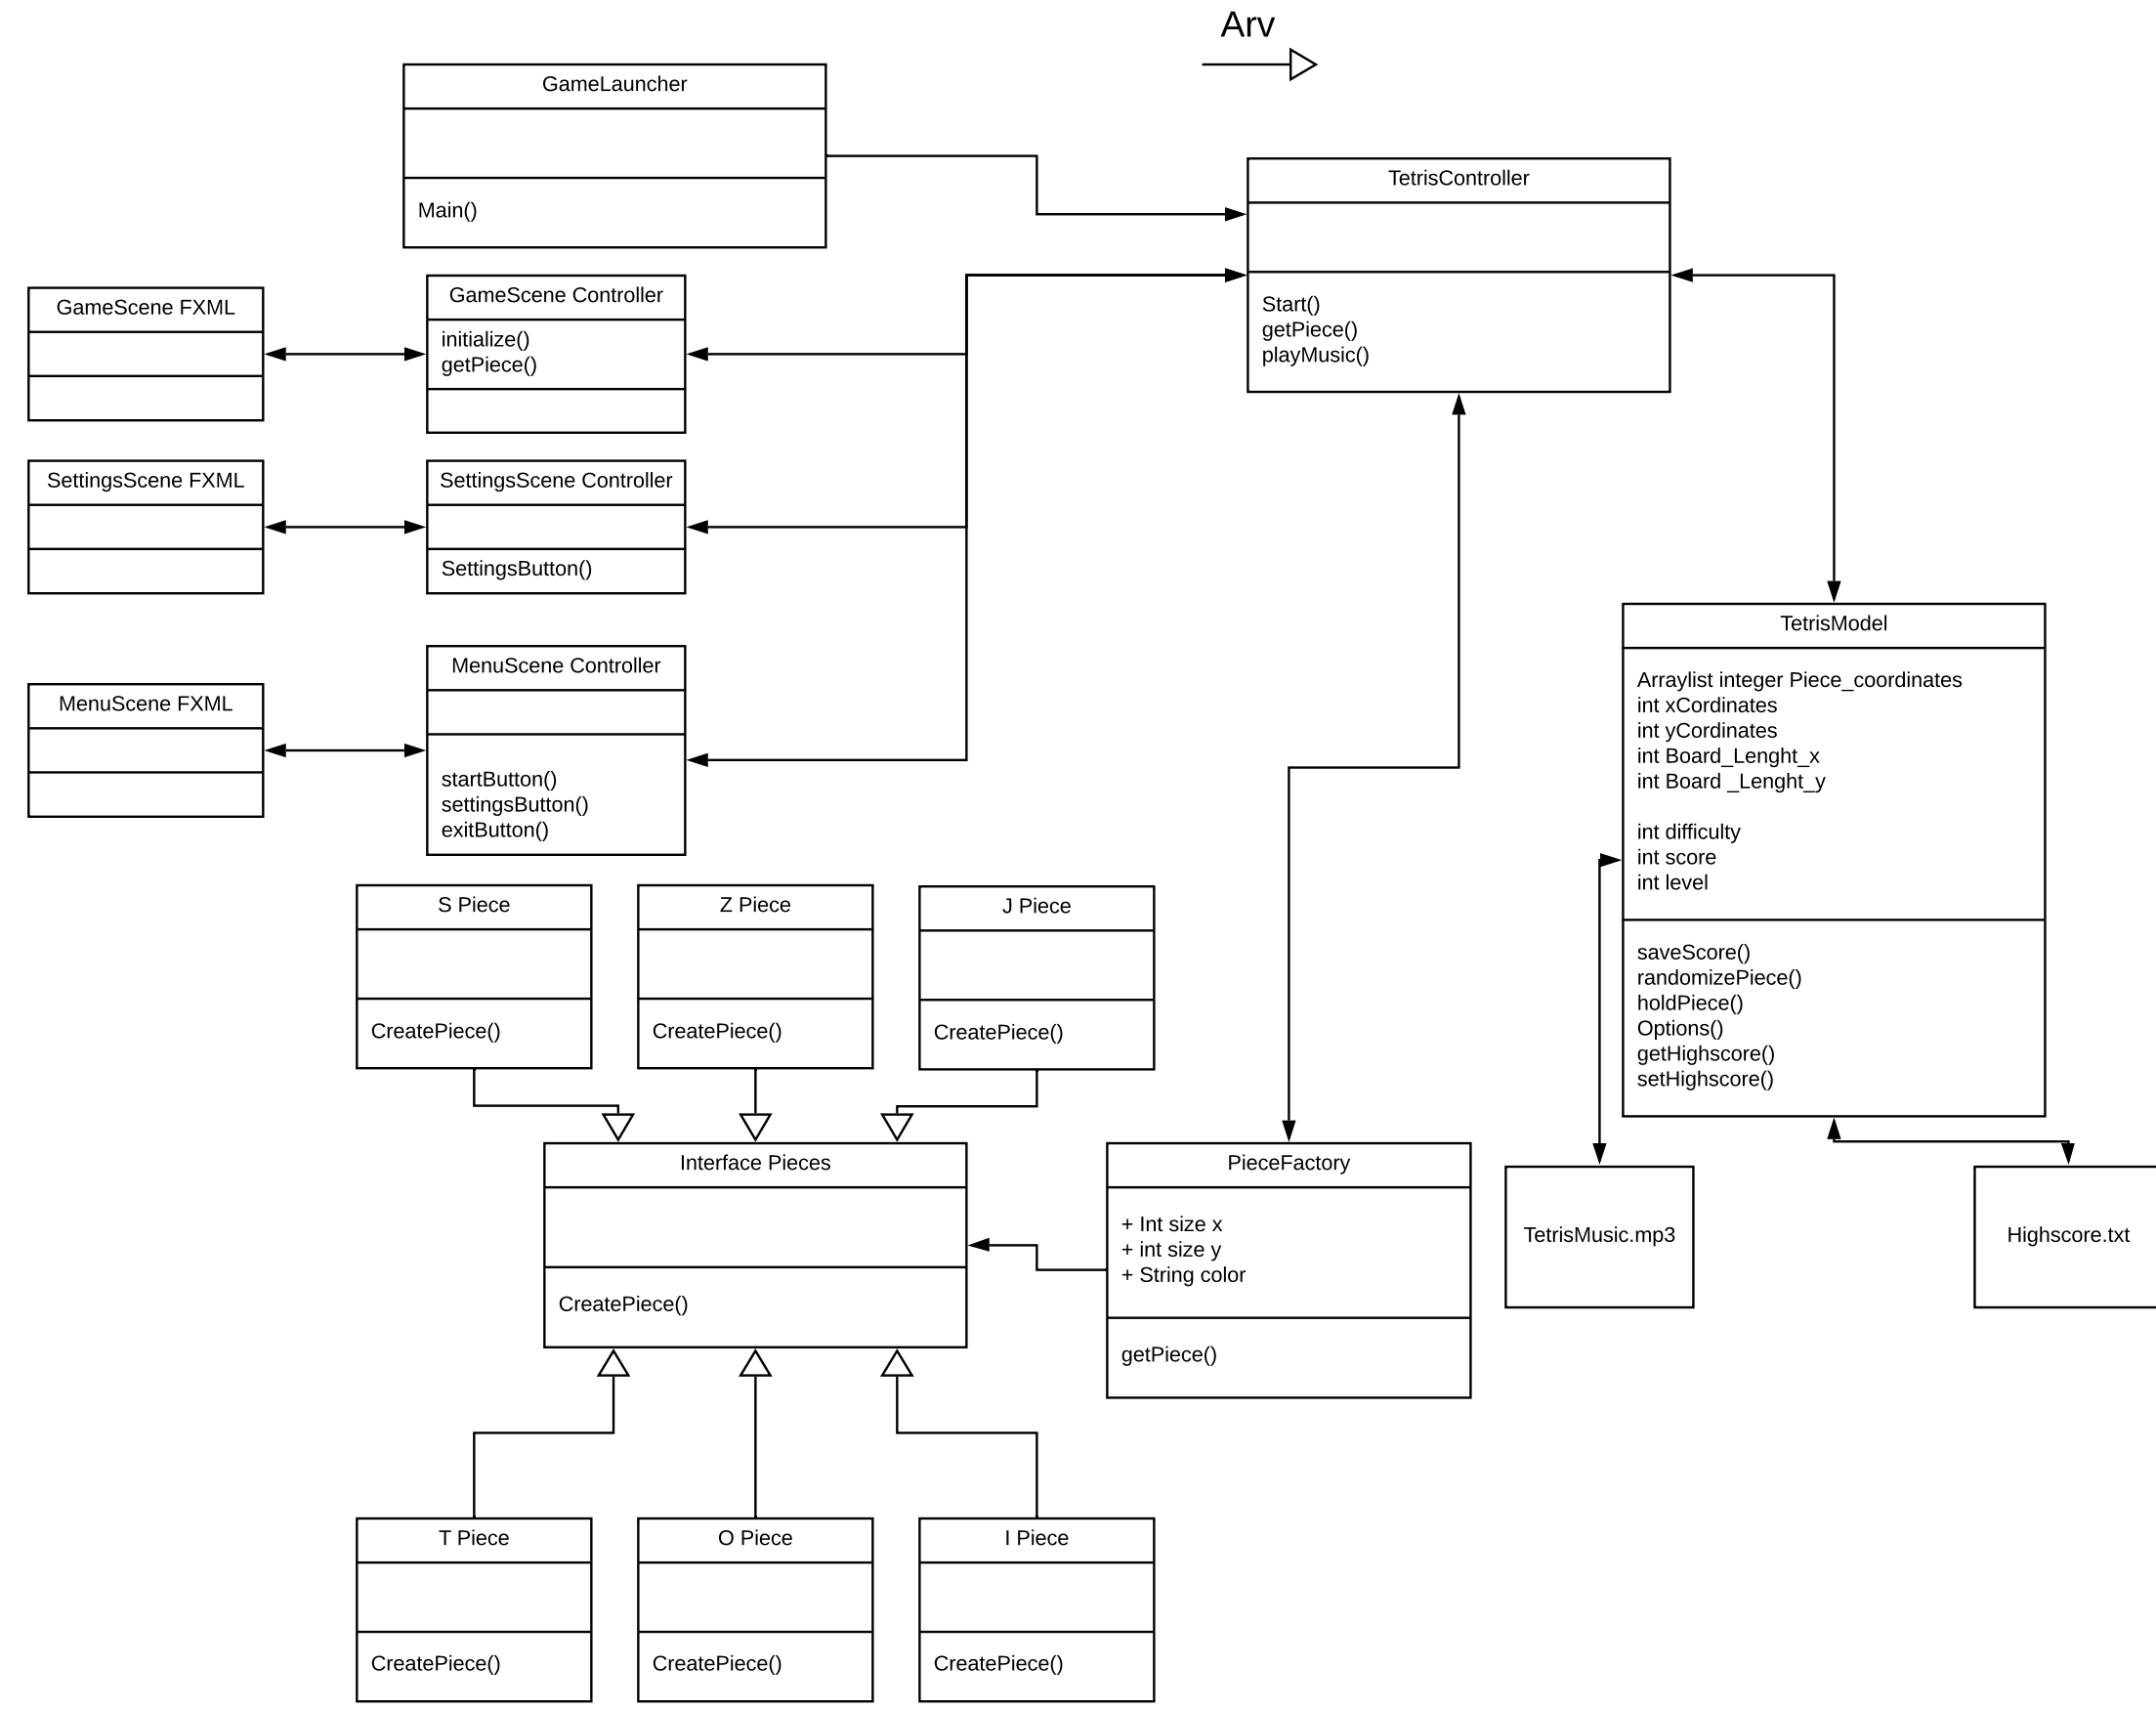 Arv
GameLauncher
Main()
TetrisController
Start()
getPiece()
playMusic()
GameScene FXML
GameScene Controller
initialize()
getPiece()
SettingsScene FXML
SettingsScene Controller
SettingsButton()
MenuScene FXML
MenuScene Controller
startButton()
settingsButton()
exitButton()
TetrisModel
Arraylist integer Piece_coordinates
int xCordinates
int yCordinates
int Board_Lenght_x
int Board _Lenght_y
int difficulty
int score
int level
saveScore()
randomizePiece()
holdPiece()
Options()
getHighscore()
setHighscore()
S Piece
CreatePiece()
Z Piece
CreatePiece()
J Piece
CreatePiece()
Interface Pieces
CreatePiece()
PieceFactory
+ Int size x
+ int size y
+ String color
getPiece()
TetrisMusic.mp3
Highscore.txt
T Piece
CreatePiece()
O Piece
CreatePiece()
I Piece
CreatePiece()